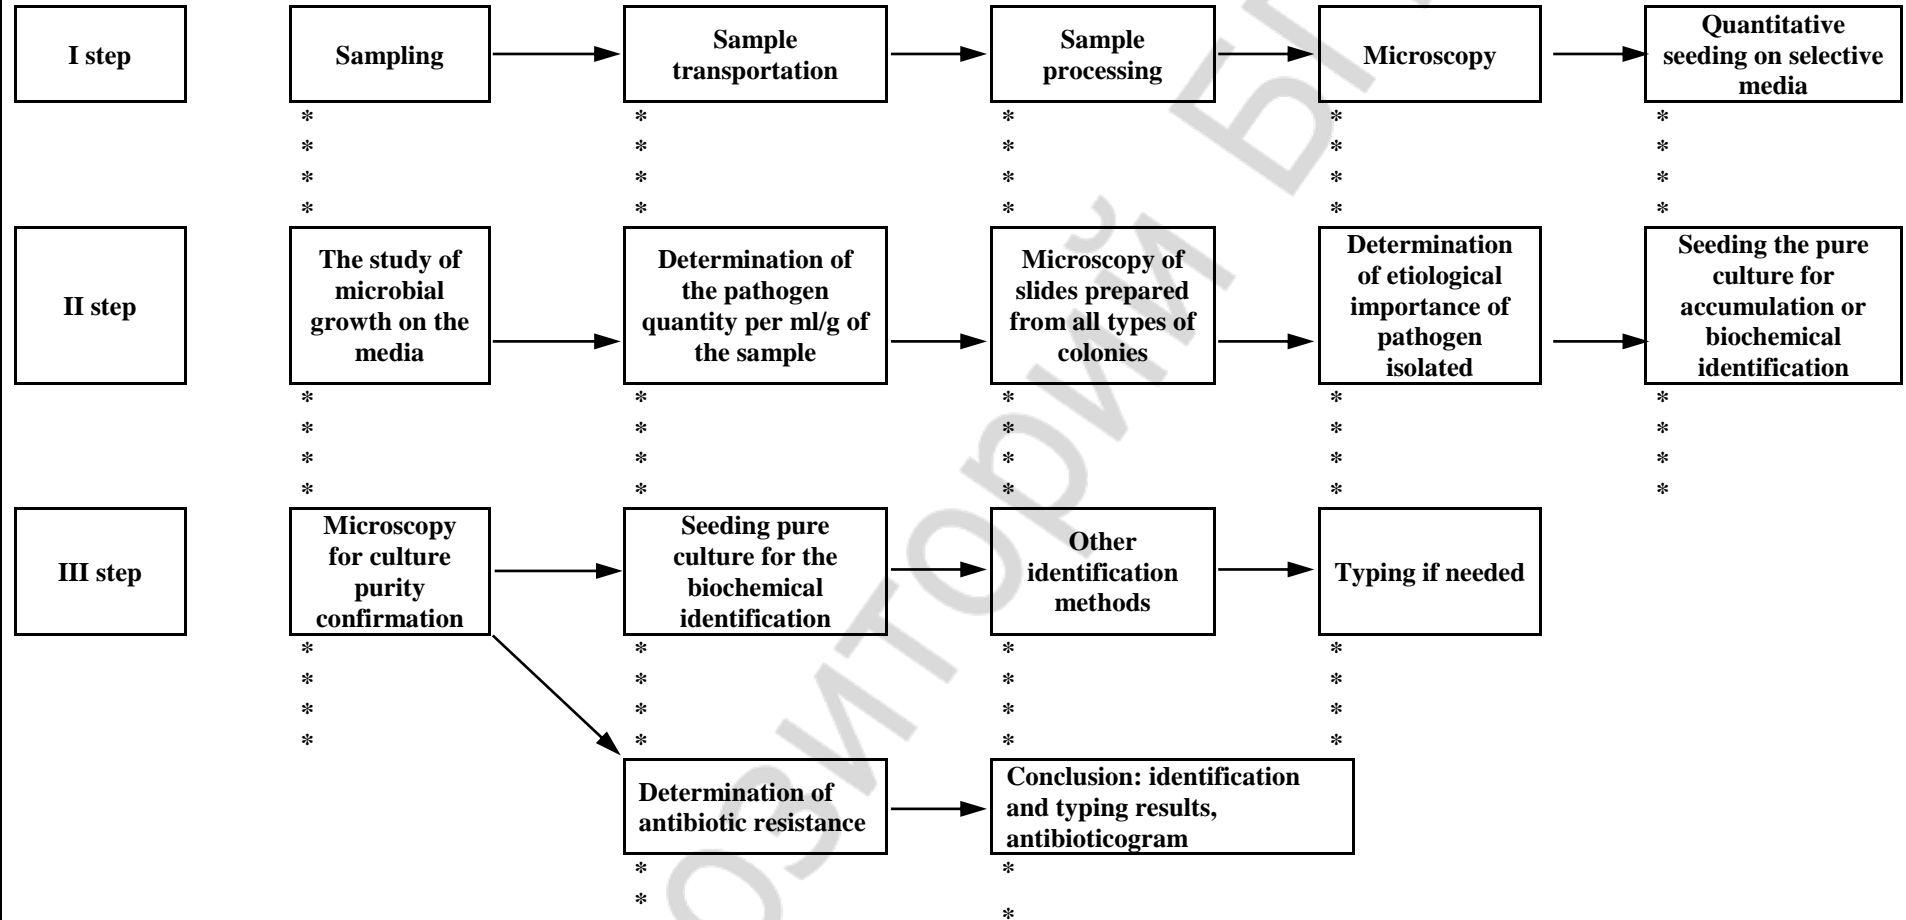 I step
Sampling
Sample
transportation
Sample
processing
Microscopy
Quantitative
seeding on selective
media
* * * * *
* * * * *
* * * * *
* * * * *
II step
The study of
microbial
growth on the
media
Determination of
the pathogen
quantity per ml/g of
the sample
Microscopy of
slides prepared
from all types of
colonies
Determination
of etiological
importance of
pathogen
isolated
Seeding the pure
culture for
accumulation or
biochemical
identification
* * * * *
* * * * *
* * * * *
* * * * *
III step
Microscopy
for culture
purity
confirmation
Seeding pure
culture for the
biochemical
identification
Other
identification
methods
Typing if needed
* * * *
* * * *
* * * *
* * * *
Determination of
antibiotic resistance
Conclusion: identification
and typing results,
antibioticogram
* *
*
*